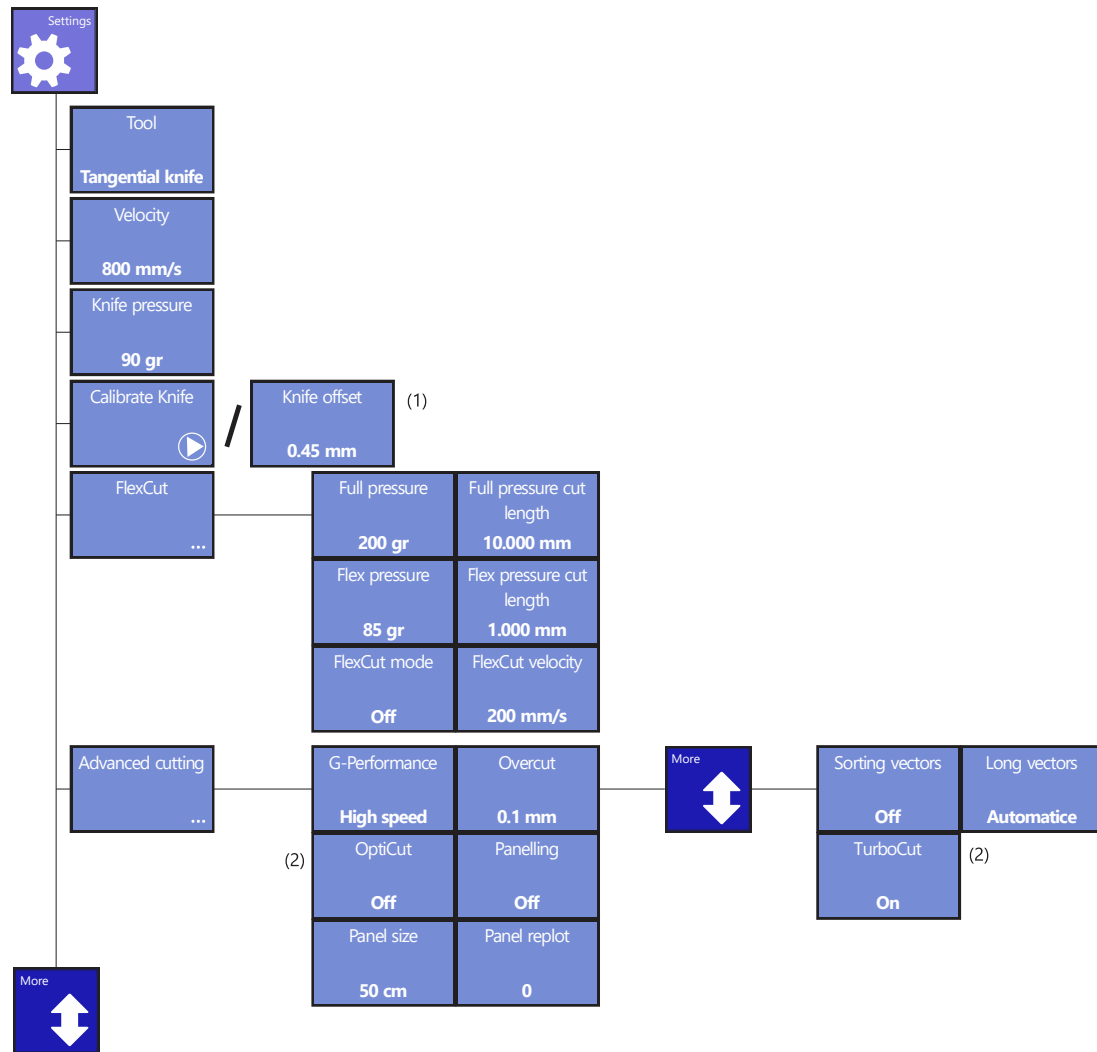 Settings
Tool
Tangential knife
Velocity
800 mm/s
Knife pressure
90 gr
Calibrate Knife
/
Knife offset
0.45 mm
(1)
FlexCut
...
Full pressure
200 gr
Full pressure cut
length
10.000 mm
Flex pressure
85 gr
Flex pressure cut
length
1.000 mm
FlexCut mode
Off
FlexCut velocity
200 mm/s
Advanced cutting
...
G-Performance
High speed
Overcut
0.1 mm
(2)
OptiCut
Off
Panelling
Off
Panel size
50 cm
Panel replot
0
More
Sorting vectors
Off
Long vectors
Automatice
TurboCut
On
(2)
More